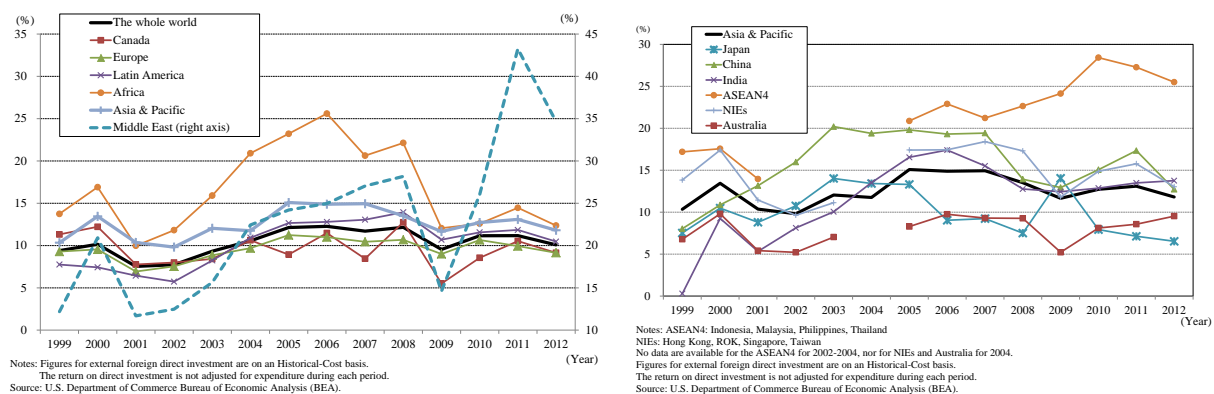 (%)
(%)
The whole world
Canada
Europe
Latin America
Africa
Asia & Pacific
Middle East (right axis)
35
30
25
20
15
10
5
0
45
40
35
30
25
20
15
10
1999 2000 2001 2002 2003 2004 2005 2006 2007 2008 2009 2010 2011 2012
(Year)
Notes: Figures for external foreign direct investment are on an Historical-Cost basis.
The return on direct investment is not adjusted for expenditure during each period.
Source: U.S. Department of Commerce Bureau of Economic Analysis (BEA).
(%)
Asia & Pacific
Japan
China
India
ASEAN4
NIEs
Australia
30
25
20
15
10
5
0
1999 2000 2001 2002 2003 2004 2005 2006 2007 2008 2009 2010 2011 2012
(Year)
Notes: ASEAN4: Indonesia, Malaysia, Philippines, Thailand
NIEs: Hong Kong, ROK, Singapore, Taiwan
No data are available for the ASEAN4 for 2002-2004, nor for NIEs and Australia for 2004.
Figures for external foreign direct investment are on an Historical-Cost basis.
The return on direct investment is not adjusted for expenditure during each period.
Source: U.S. Department of Commerce Bureau of Economic Analysis (BEA).